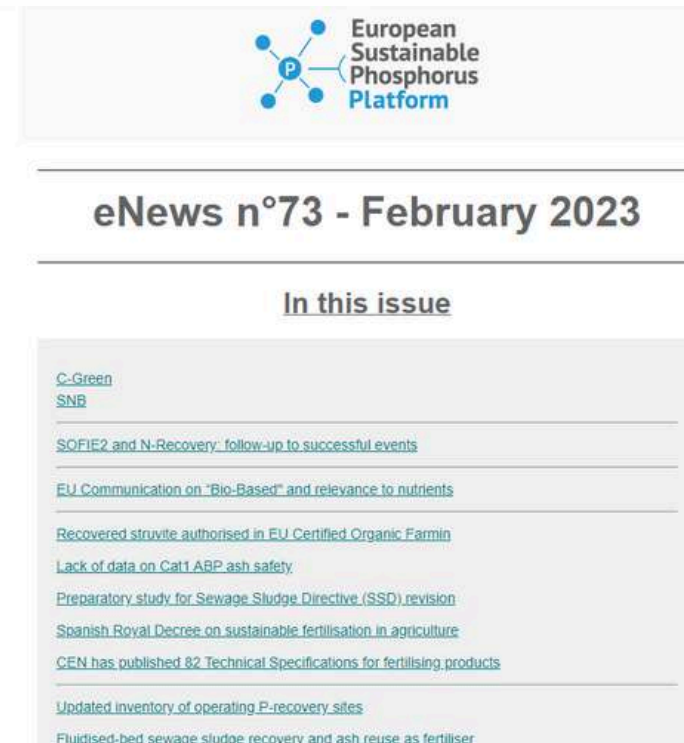 P
European
Sustainable
Phosphorus
Platform
eNews n°73 - February 2023
In this issue
C-Green
SNB
SOFIE2 and N-Recovery: follow-up to successful events
EU Communication on "Bio-Based" and relevance to nutrients
Recovered struvite authorised in EU Certified Organic Farmin
Lack of data on Cat1 ABP ash safety
Preparatory study for Sewage Sludge Directive (SSD) revision
Spanish Royal Decree on sustainable fertilisation in agriculture
CEN has published 82 Technical Specifications for fertilising products
Updated inventory of operating P-recovery sites
Fluidised-bed sewage sludge recovery and ash reuse as fertiliser